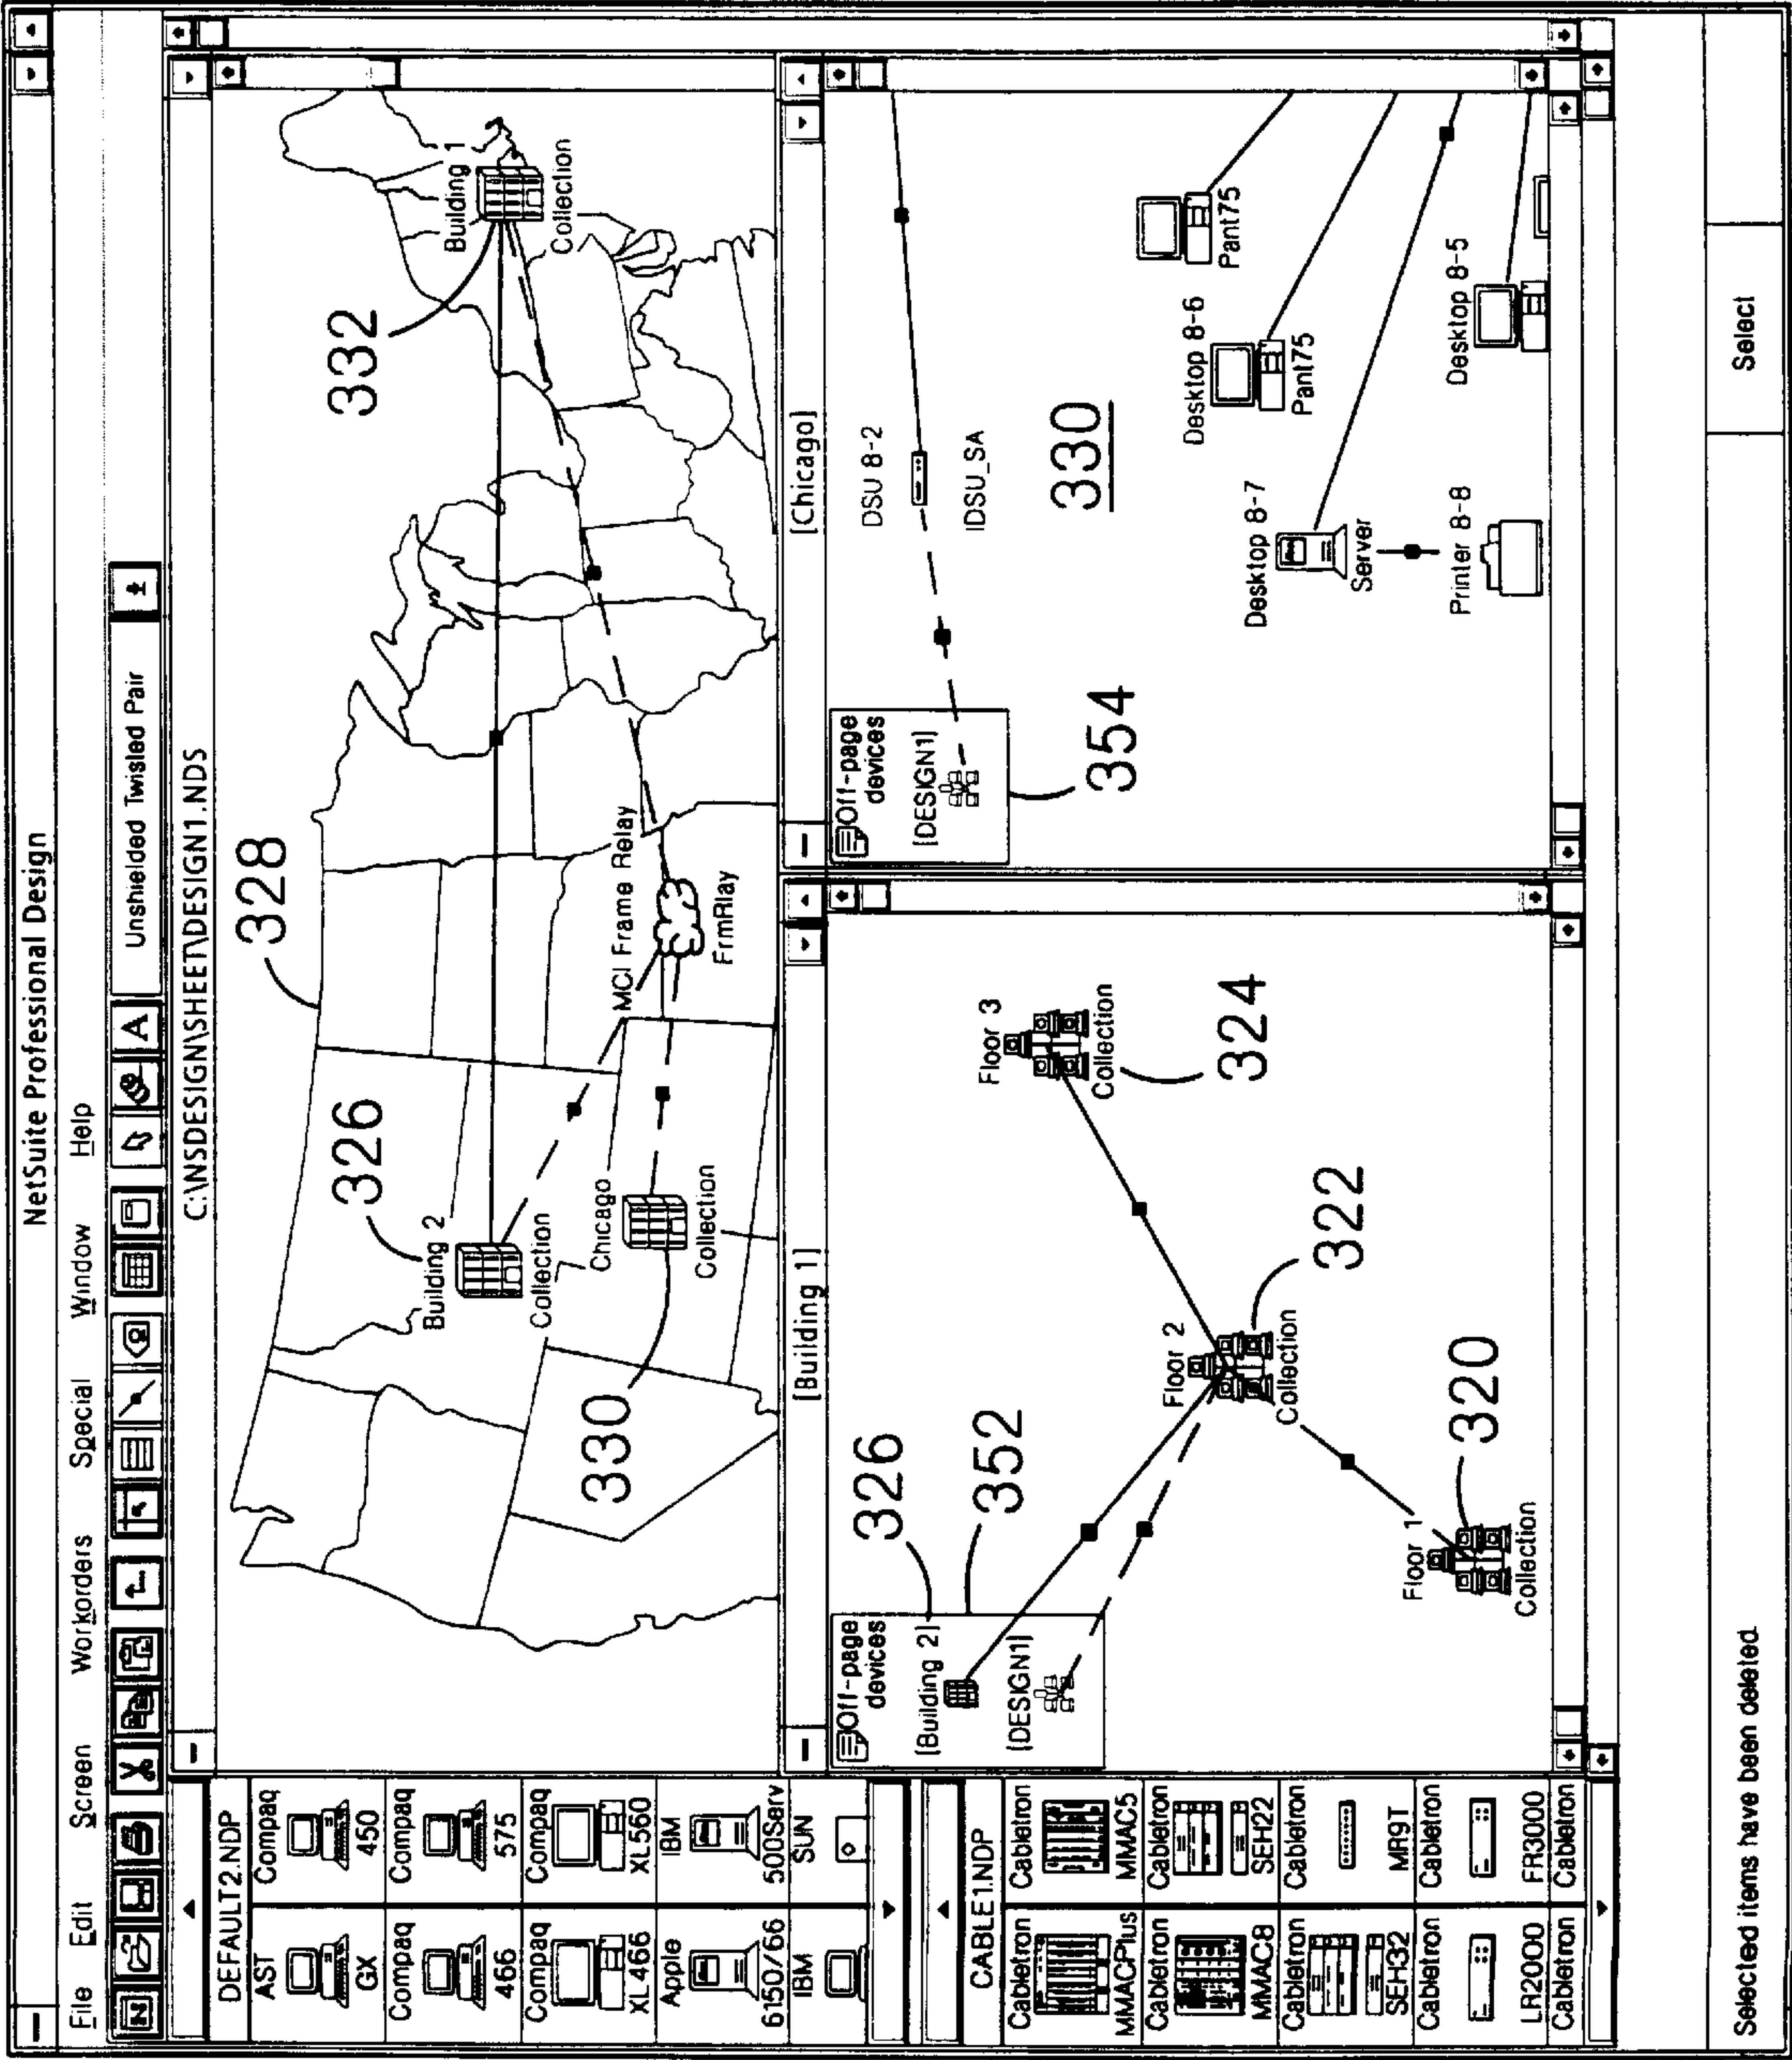 NetSuite Professional Design
File Edit Screen Workorders Special Window Help
Unshielded Twisted Pair
DEFAULT2.NDP
AST Compaq
GX 450
Compaq Compaq
466 575
Compaq Compaq
XL466 XL560
Apple IBM
6150/66 500Serv
IBM SUN
CABLE1.NDP
Cabletron Cabletron
MMACPlus MMAC5
Cabletron Cabletron
MMAC8 SEH22
Cabletron Cabletron
SEH32 MR9T
Cabletron Cabletron
LR2000 FR3000
Cabletron Cabletron
C:\NSDESIGN\SHEET\DESIGN1.NDS
328
326
332
Building 2
Collection
Building 1
Collection
Chicago
Collection
MCI Frame Relay
FrmRlay
330
[Building 1]
Off-page
devices
[Building 2]
[DESIGN1]
326
352
Floor 3
Collection
324
Floor 2
Collection
322
Floor 1
Collection
320
[Chicago]
Off-page
devices
[DESIGN1]
354
DSU 8-2
IDSU_SA
330
Pant75
Desktop 8-6
Pant75
Desktop 8-7
Server
Printer 8-8
Desktop 8-5
Selected items have been deleted.
Select